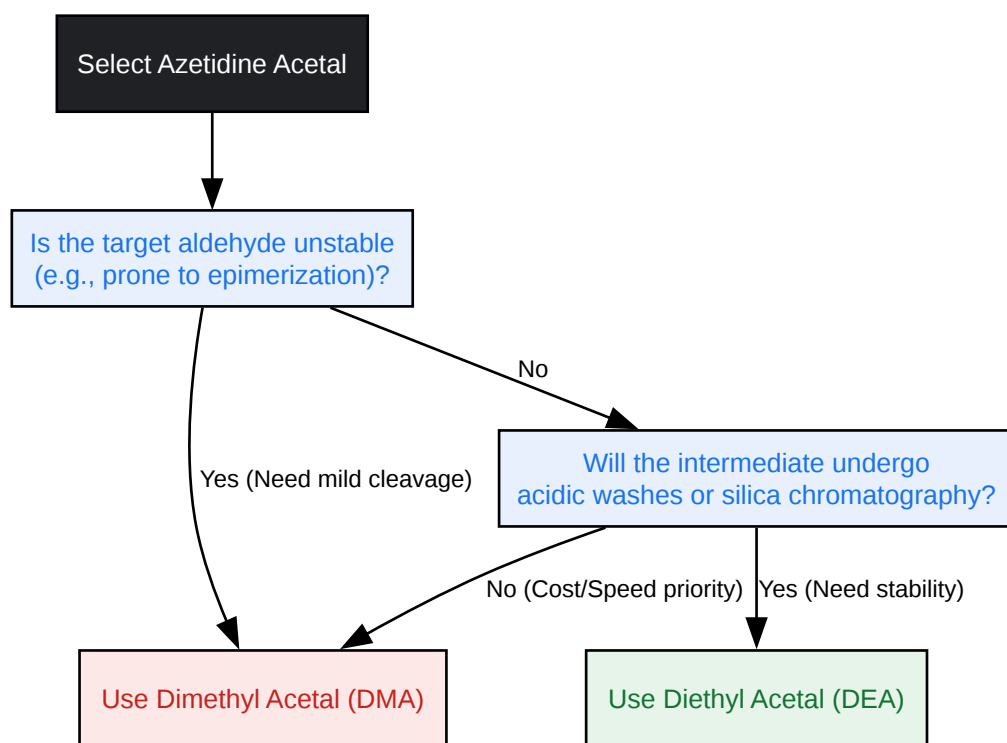 Select Azetidine Acetal
Is the target aldehyde unstable
(e.g., prone to epimerization)?
No
Yes (Need mild cleavage)
Will the intermediate undergo
acidic washes or silica chromatography?
No (Cost/Speed priority)
Yes (Need stability)
Use Dimethyl Acetal (DMA)
Use Diethyl Acetal (DEA)